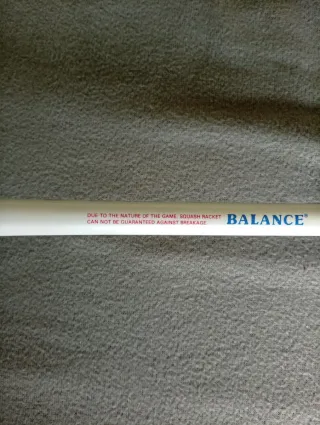 DUE TO THE NATURE OF THE GAME, SQUASH RACKET
CAN NOT BE GUARANTEED AGAINST BREAKAGE
BALANCE®